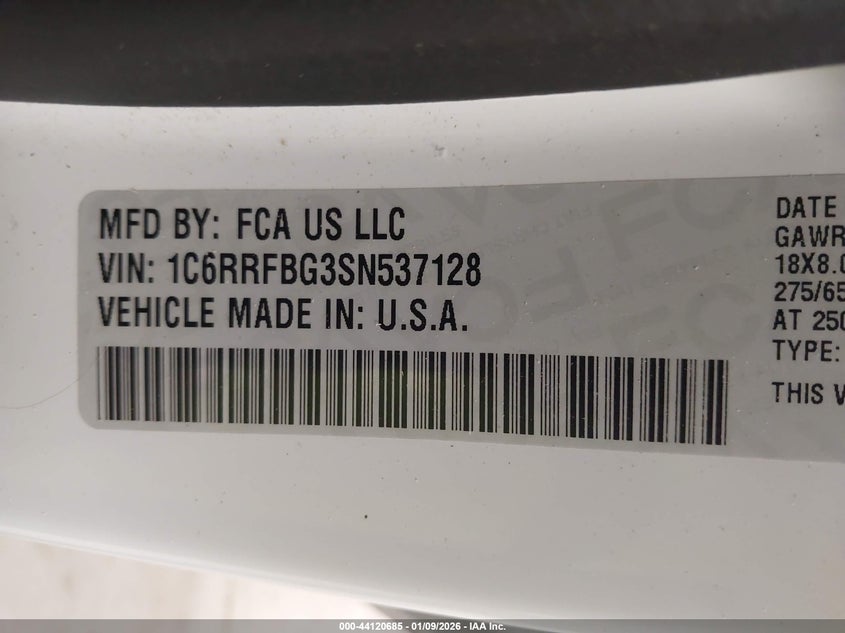 MFD BY: FCA US LLC
VIN: 1C6RRFBG3SN537128
VEHICLE MADE IN: U.S.A.
DATE
GAWR
18X8.0
275/65
AT 250
TYPE:
THIS V
000-44120685 - 01/09/2026 - IAA Inc.